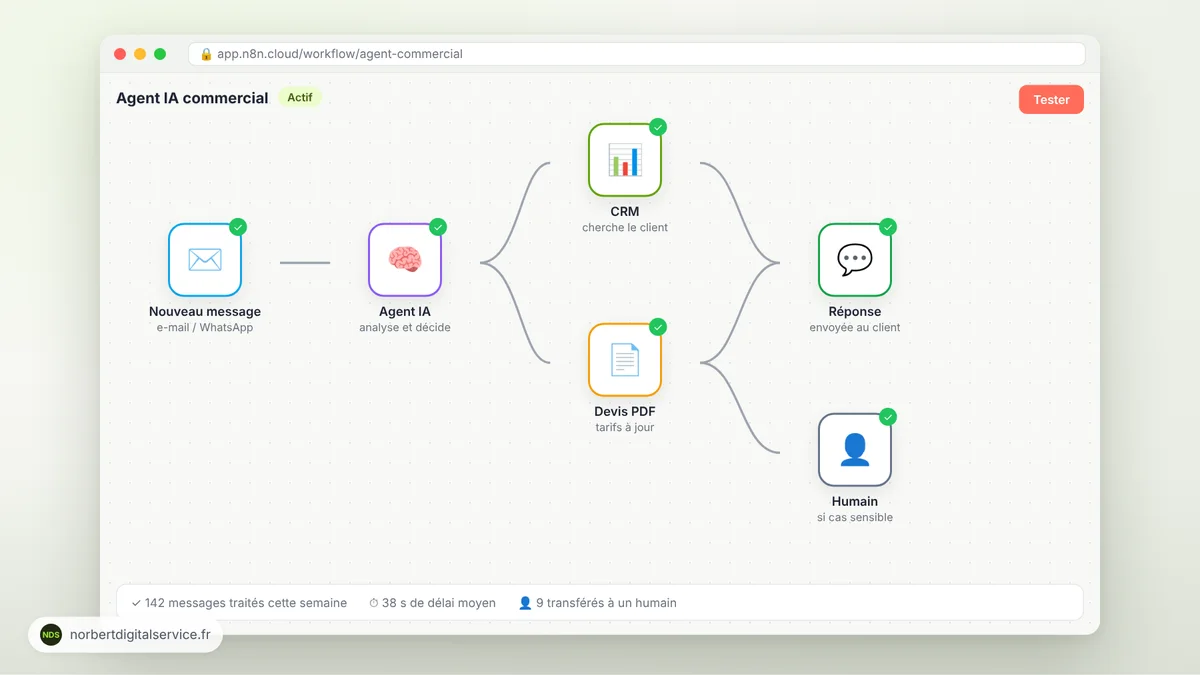 app.n8n.cloud/workflow/agent-commercial
Agent IA commercial
Actif
Tester
CRM
cherche le client
Nouveau message
e-mail / WhatsApp
Agent IA
analyse et décide
Réponse
envoyée au client
Devis PDF
tarifs à jour
Humain
si cas sensible
✓ 142 messages traités cette semaine
⏱ 38 s de délai moyen
👤 9 transférés à un humain
NDS
norbertdigitalservice.fr